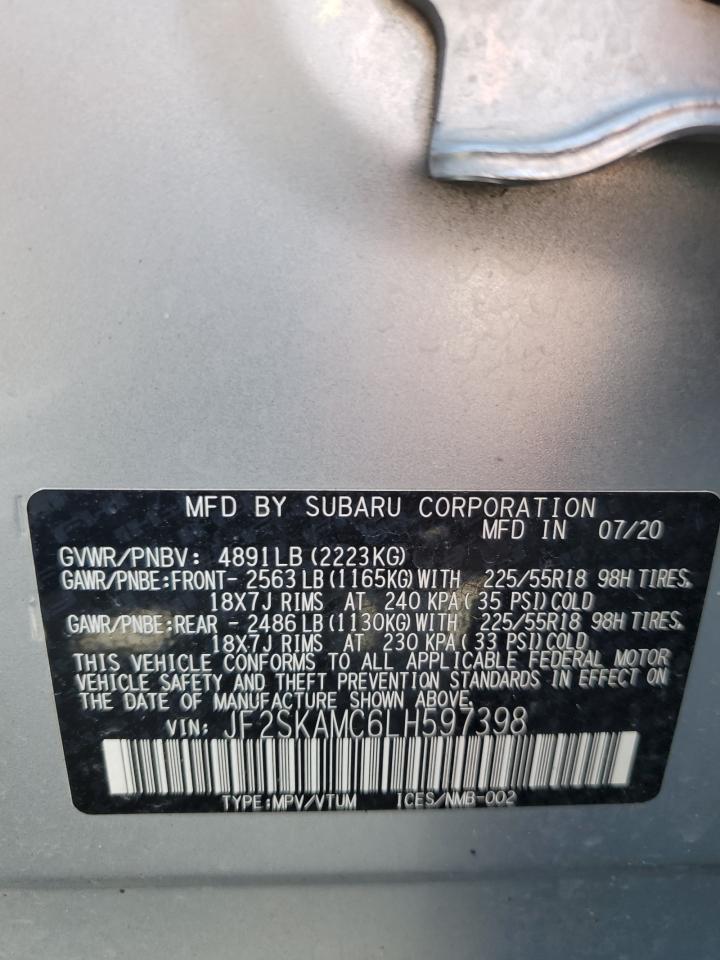 MFD BY SUBARU CORPORATION
MFD IN 07/20
GVWR/PNBV: 4891LB (2223KG)
GAWR/PNBE:FRONT- 2563 LB (1165KG) WITH 225/55R18 98H TIRES,
18X7J RIMS AT 240 KPA( 35 PSI) COLD
GAWR/PNBE:REAR - 2486 LB (1130KG) WITH 225/55R18 98H TIRES,
18X7J RIMS AT 230 KPA( 33 PSI) COLD
THIS VEHICLE CONFORMS TO ALL APPLICABLE FEDERAL MOTOR
VEHICLE SAFETY AND THEFT PREVENTION STANDARDS IN EFFECT ON
THE DATE OF MANUFACTURE SHOWN ABOVE.
VIN: JF2SKAMC6LH597398
TYPE:MPV/VTUM ICES/NMB-002